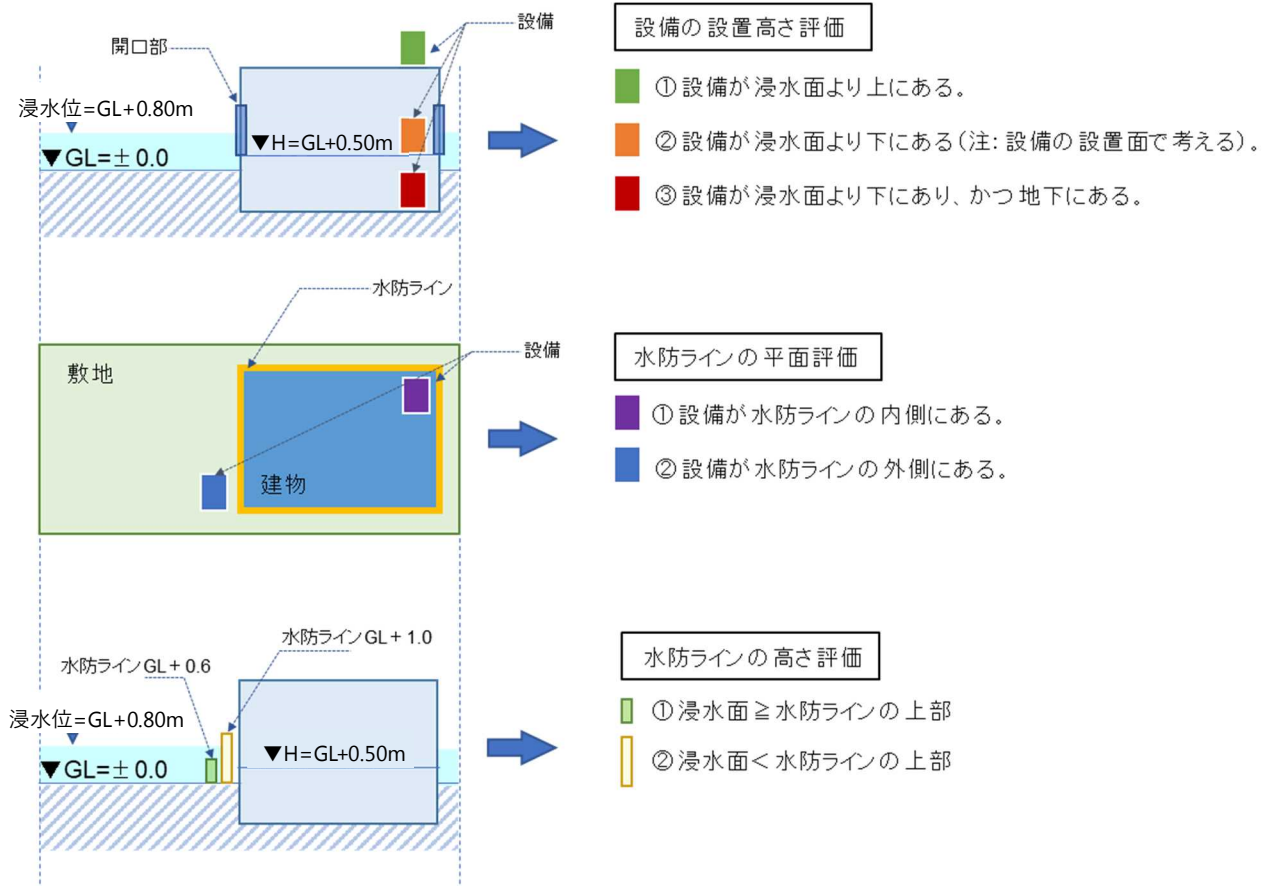 設備
開口部
浸水位=GL+0.80m
▼H=GL+0.50m
▼GL=±0.0
設備の設置高さ評価
①設備が浸水面より上にある。
②設備が浸水面より下にある(注:設備の設置面で考える)。
③設備が浸水面より下にあり、かつ地下にある。
水防ライン
設備
敷地
建物
水防ラインの平面評価
①設備が水防ラインの内側にある。
②設備が水防ラインの外側にある。
水防ラインGL+1.0
水防ラインGL+0.6
浸水位=GL+0.80m
▼H=GL+0.50m
▼GL=±0.0
水防ラインの高さ評価
①浸水面≧水防ラインの上部
②浸水面<水防ラインの上部